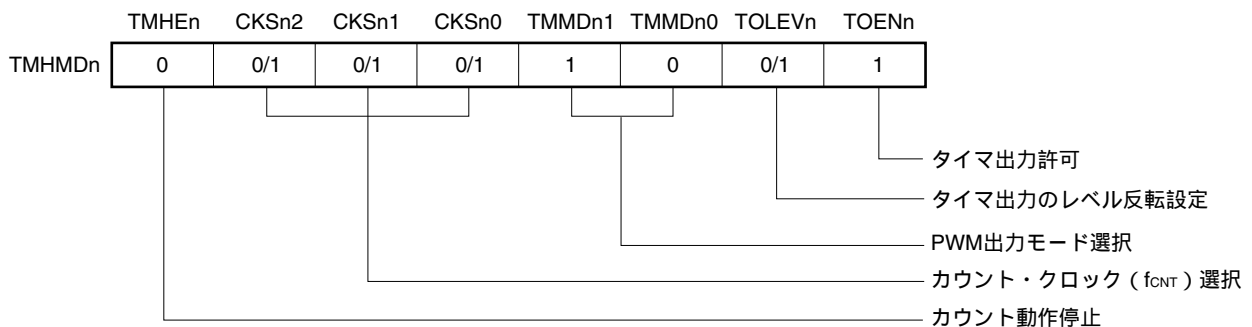 TMHEn CKSn2 CKSn1 CKSn0 TMMDn1 TMMDn0 TOLEVn TOENn
TMHMDn 0 0/1 0/1 0/1 1 0 0/1 1
タイマ出力許可
タイマ出力のレベル反転設定
PWM出力モード選択
カウント・クロック（fCNT）選択
カウント動作停止